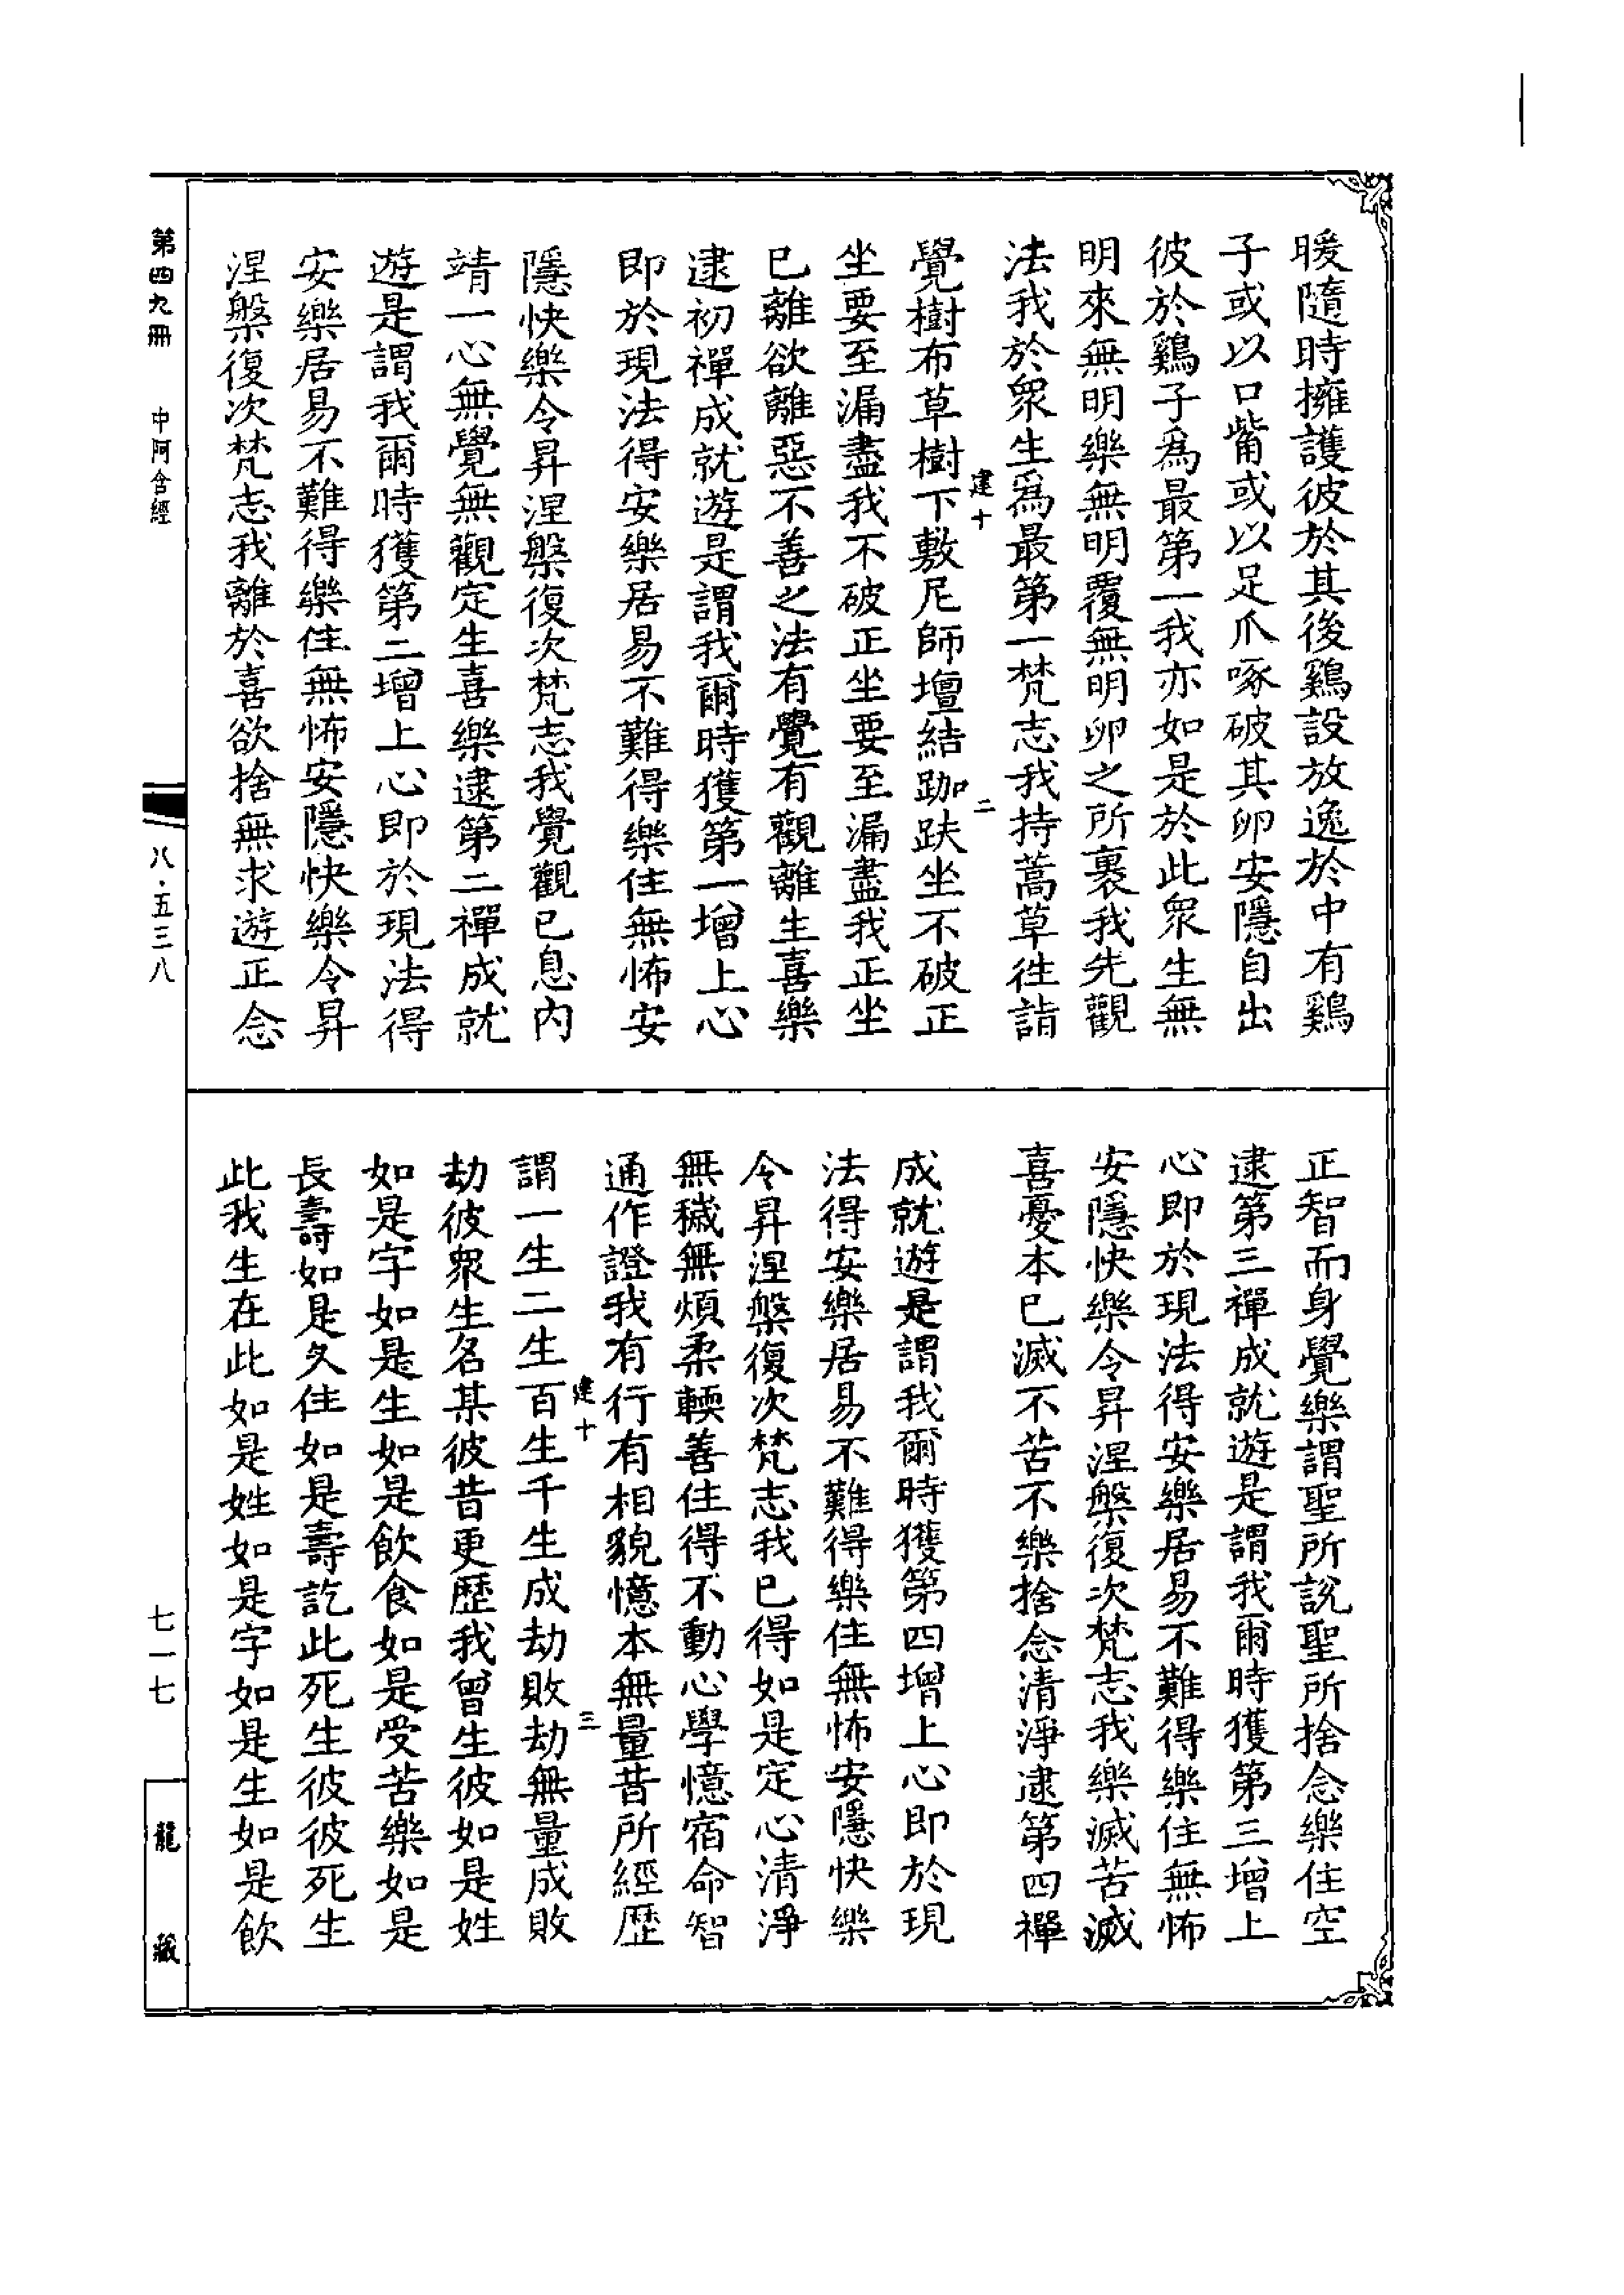 暖隨時擁護彼於其後鷄設放逸於中有鷄
子或以口觜或以足爪啄破其卵安隱自出
彼於鷄子爲最第一我亦如是於此衆生無
明來無明樂無明覆無明卵之所裹我先觀
法我於衆生爲最第一梵志我持蒿草往詣
建十
二
覺樹布草樹下敷尼師壇結跏趺坐不破正
坐要至漏盡我不破正坐要至漏盡我正坐
已離欲離惡不善之法有覺有觀離生喜樂
逮初禪成就遊是謂我爾時獲第一增上心
即於現法得安樂居易不難得樂住無怖安
隱快樂令昇涅槃復次梵志我覺觀已息內
靖一心無覺無觀定生喜樂逮第二禪成就
遊是謂我爾時獲第二增上心即於現法得
安樂居易不難得樂住無怖安隱快樂令昇
涅槃復次梵志我離於喜欲捨無求遊正念
正智而身覺樂謂聖所說聖所捨念樂住空
逮第三禪成就遊是謂我爾時獲第三增上
心即於現法得安樂居易不難得樂住無怖
安隱快樂令昇涅槃復次梵志我樂滅苦滅
喜憂本已滅不苦不樂捨念清淨逮第四禪
成就遊是謂我爾時獲第四增上心即於現
法得安樂居易不難得樂住無怖安隱快樂
令昇涅槃復次梵志我已得如是定心清淨
無穢無煩柔輭善住得不動心學憶宿命智
通作證我有行有相貌憶本無量昔所經歷
建十
三
謂一生二生百生千生成劫敗劫無量成敗
劫彼衆生名某彼昔更歷我曾生彼如是姓
如是字如是生如是飲食如是受苦樂如是
長壽如是久住如是壽訖此死生彼彼死生
此我生在此如是姓如是字如是生如是飲
第四九冊
中阿含經
八·五三八
七一七
龍藏